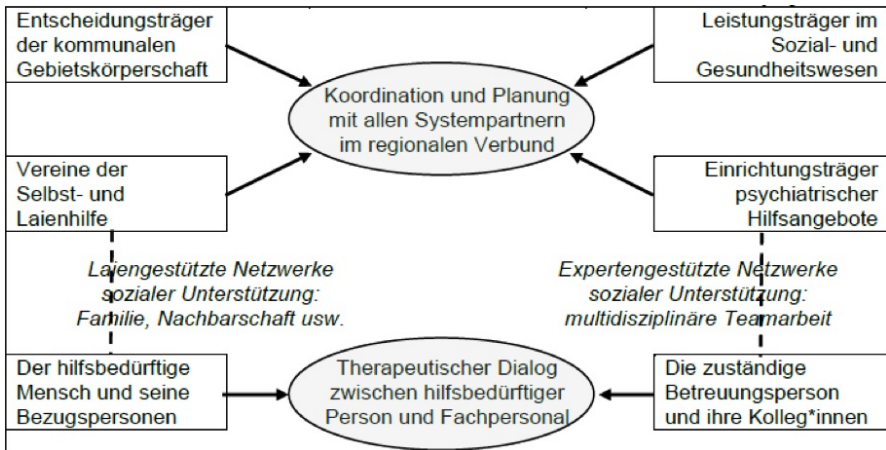 Entscheidungsträger
der kommunalen
Gebietskörperschaft
Leistungsträger im
Sozial- und
Gesundheitswesen
Koordination und Planung
mit allen Systempartnern
im regionalen Verbund
Vereine der
Selbst- und
Laienhilfe
Einrichtungsträger
psychiatrischer
Hilfsangebote
Laiengestützte Netzwerke
sozialer Unterstützung:
Familie, Nachbarschaft usw.
Expertengestützte Netzwerke
sozialer Unterstützung:
multidisziplinäre Teamarbeit
Der hilfsbedürftige
Mensch und seine
Bezugspersonen
Therapeutischer Dialog
zwischen hilfsbedürftiger
Person und Fachpersonal
Die zuständige
Betreuungsperson
und ihre Kolleg*innen